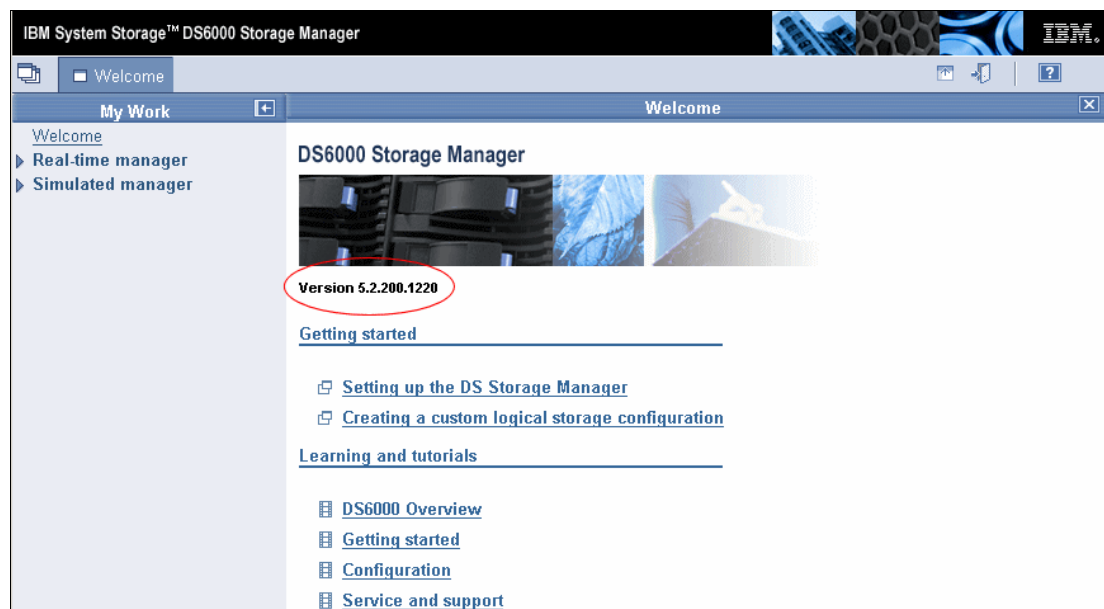 IBM System Storage™ DS6000 Storage Manager
IBM.
Welcome
?
My Work
Welcome
Welcome
Real-time manager
Simulated manager
DS6000 Storage Manager
Version 5.2.200.1220
Getting started
Setting up the DS Storage Manager
Creating a custom logical storage configuration
Learning and tutorials
DS6000 Overview
Getting started
Configuration
Service and support